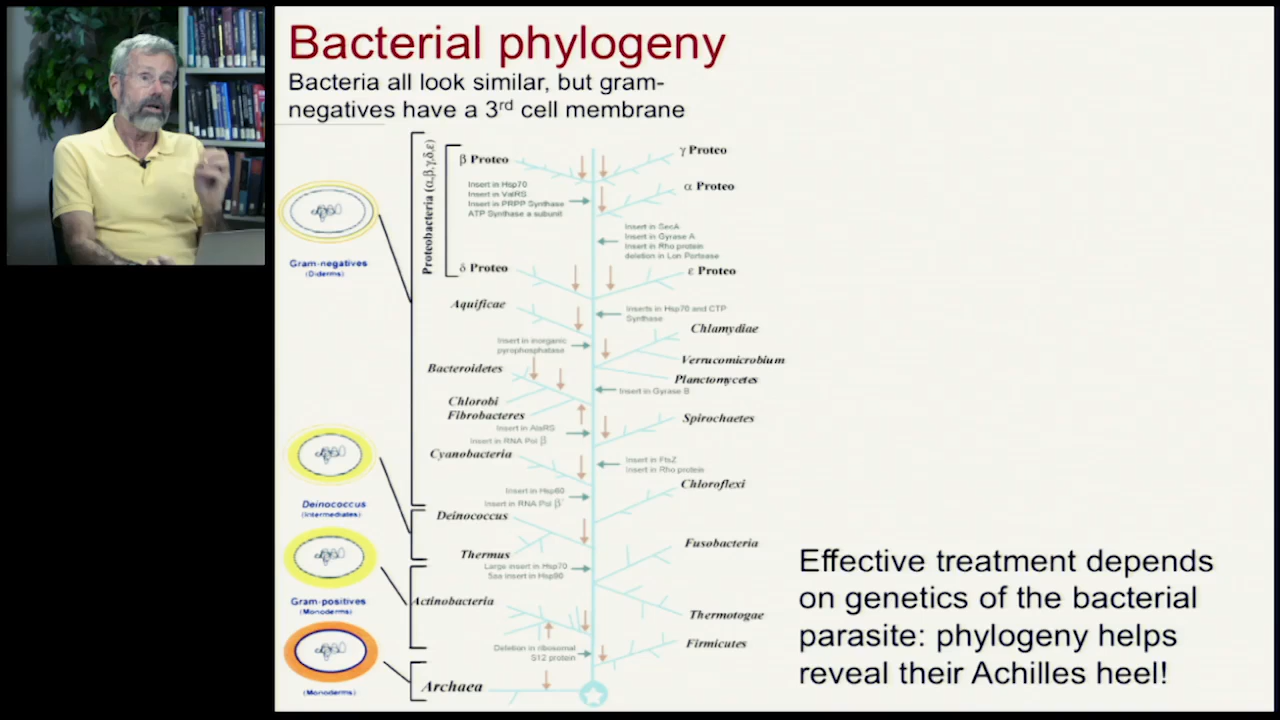 Bacterial phylogeny
Bacteria all look similar, but gram-
negatives have a 3rd cell membrane
Proteobacteria (α,β,γ,δ,ε)
β Proteo
γ Proteo
α Proteo
Insert in Hsp70
Insert in ValRS
Insert in PRPP Synthase
ATP Synthase a subunit
Insert in SecA
Insert in Gyrase A
Insert in Rho protein
deletion in Lon Portease
Gram-negatives
(Diderms)
δ Proteo
ε Proteo
Aquificae
Inserts in Hsp70 and CTP
Synthase
Chlamydiae
Insert in inorganic
pyrophosphatase
Verrucomicrobium
Bacteroidetes
Planctomycetes
Insert in Gyrase B
Chlorobi
Fibrobacteres
Spirochaetes
Insert in AlaRS
Insert in RNA Pol β
Cyanobacteria
Insert in FtsZ
Insert in Rho protein
Chloroflexi
Insert in Hsp60
Insert in RNA Pol β'
Deinococcus
(Intermediates)
Deinococcus
Fusobacteria
Thermus
Large insert in Hsp70
5aa insert in Hsp90
Gram-positives
(Monoderms)
Actinobacteria
Thermotogae
Firmicutes
Deletion in ribosomal
S12 protein
Archaea
(Monoderms)
Effective treatment depends
on genetics of the bacterial
parasite: phylogeny helps
reveal their Achilles heel!